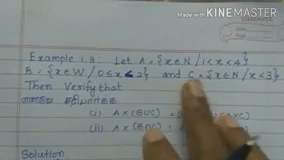 Made with KINEMASTER
Example 1.3: Let A = {x∈N / 1<x<4}
B = {x∈W / 0≤x<2} and C = {x∈N / x<3}
Then Verify that
(i) A×(B∪C) =
(ii) A×(B∩C) =
Solution